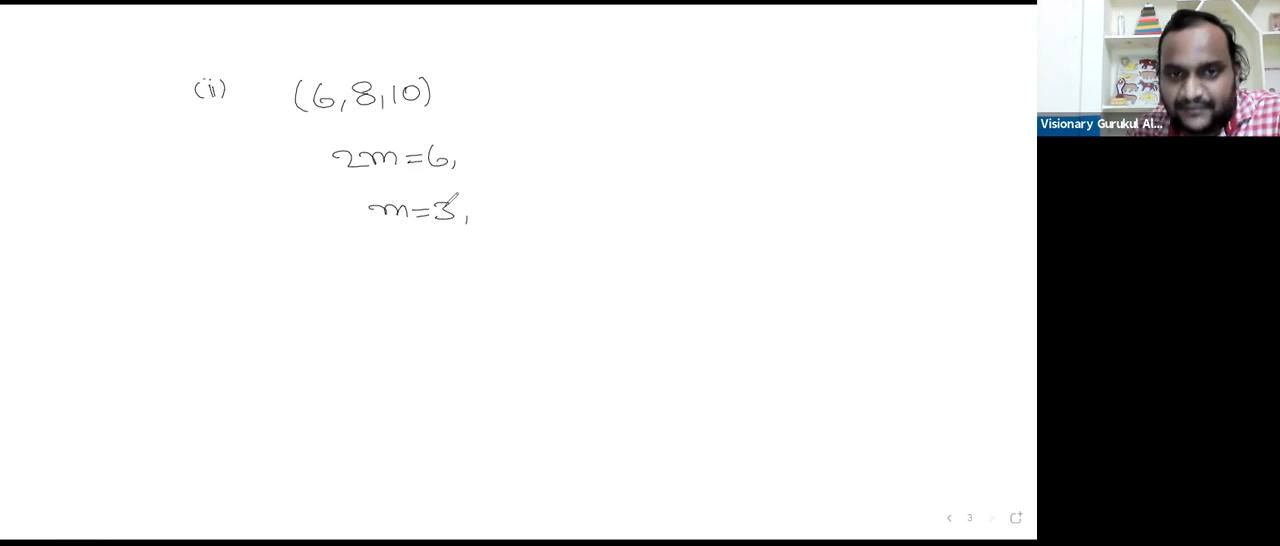 (ii) (6,8,10)
2m=6,
m=3,
Visionary Gurukul Al...
3